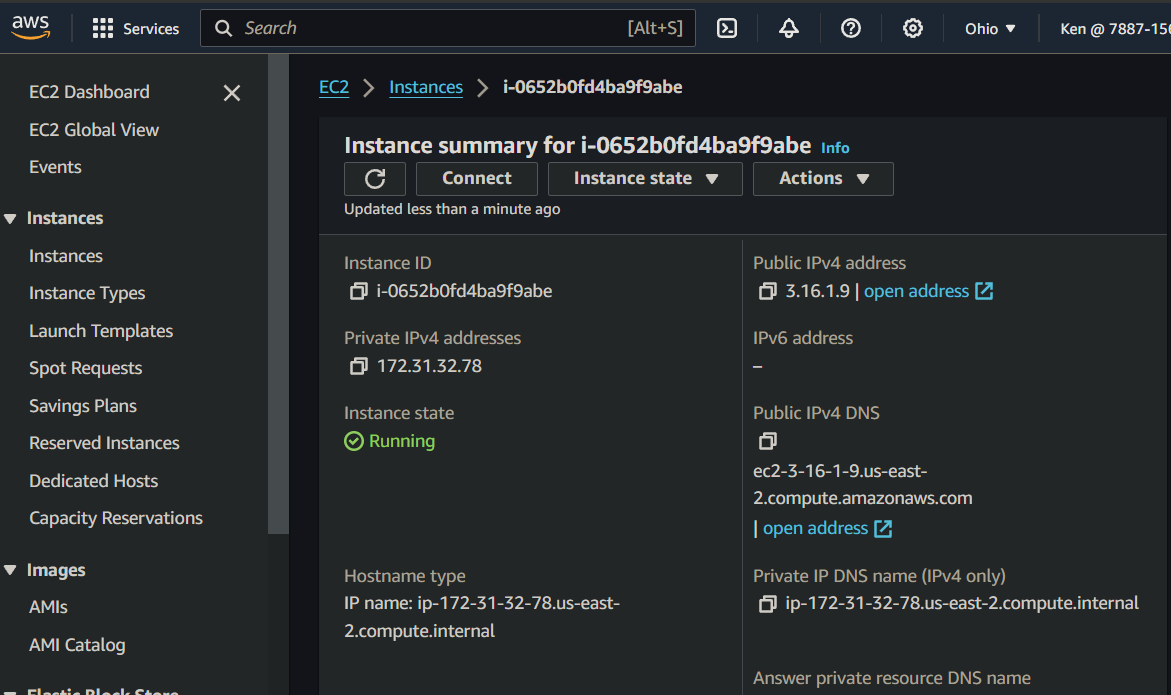 aws
Services
Search [Alt+S]
Ohio
Ken @ 7887-156
EC2 Dashboard
EC2 Global View
Events
Instances
Instances
Instance Types
Launch Templates
Spot Requests
Savings Plans
Reserved Instances
Dedicated Hosts
Capacity Reservations
Images
AMIs
AMI Catalog
Elastic Block Store
EC2 > Instances > i-0652b0fd4ba9f9abe
Instance summary for i-0652b0fd4ba9f9abe Info
Connect
Instance state
Actions
Updated less than a minute ago
Instance ID
i-0652b0fd4ba9f9abe
Public IPv4 address
3.16.1.9 | open address
Private IPv4 addresses
172.31.32.78
IPv6 address
–
Instance state
Running
Public IPv4 DNS
ec2-3-16-1-9.us-east-
2.compute.amazonaws.com
| open address
Hostname type
IP name: ip-172-31-32-78.us-east-
2.compute.internal
Private IP DNS name (IPv4 only)
ip-172-31-32-78.us-east-2.compute.internal
Answer private resource DNS name